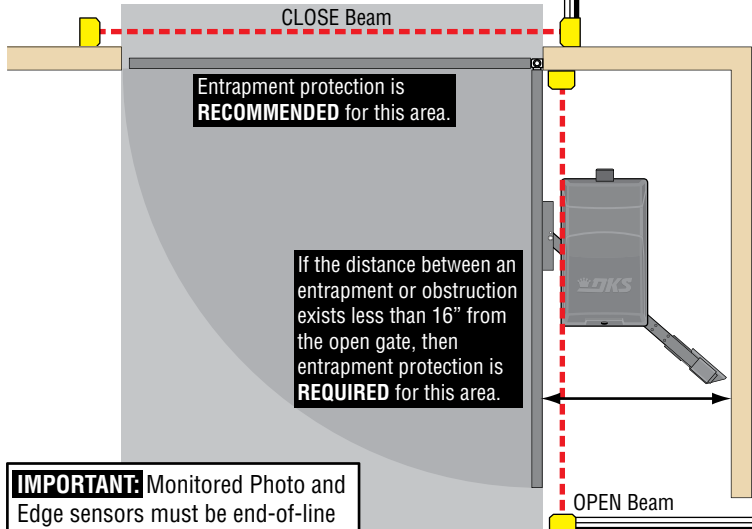 CLOSE Beam
Entrapment protection is
RECOMMENDED for this area.
If the distance between an
entrapment or obstruction
exists less than 16” from
the open gate, then
entrapment protection is
REQUIRED for this area.
DKS
OPEN Beam
IMPORTANT: Monitored Photo and
Edge sensors must be end-of-line